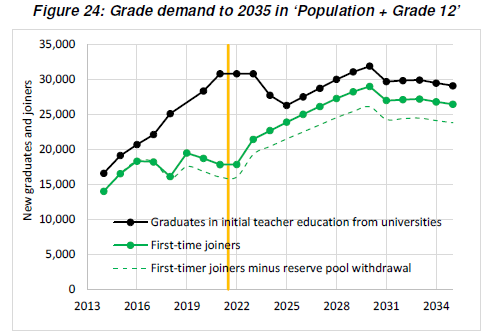 Figure 24: Grade demand to 2035 in ‘Population + Grade 12’
35,000
30,000
25,000
20,000
15,000
10,000
5,000
0
New graduates and joiners
Graduates in initial teacher education from universities
First-time joiners
First-timer joiners minus reserve pool withdrawal
2013 2016 2019 2022 2025 2028 2031 2034